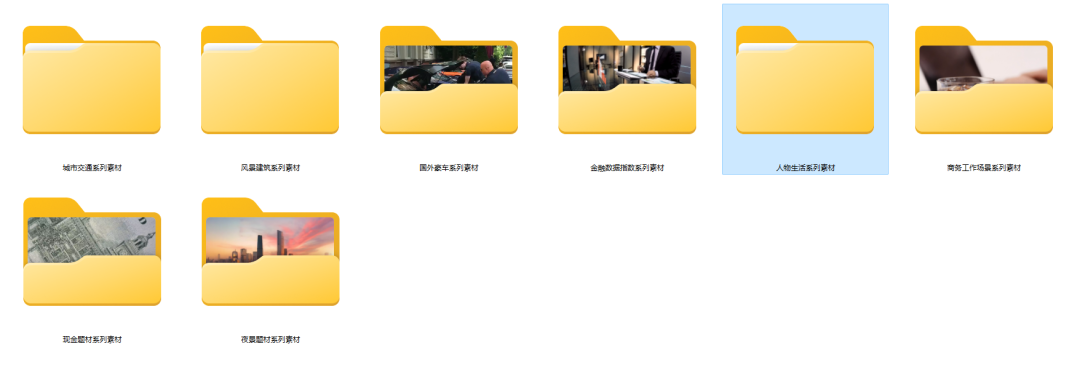 城市交通系列素材
风景建筑系列素材
国外豪车系列素材
金融数据指数系列素材
人物生活系列素材
商务工作场景系列素材
现金题材系列素材
夜景题材系列素材